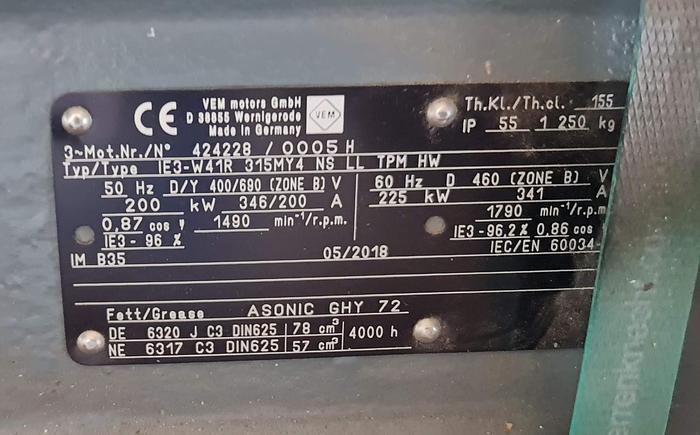 CE VEM motors GmbH VEM Th.Kl./Th.cl. 155
D 38855 Wernigerode
Made in Germany IP 55 1 250 kg
3~Mot.Nr./N° 424228 / 0005 H
Typ/Type IE3-W41R 315MY4 NS LL TPM HW
50 Hz D/Y 400/690 (ZONE B) V 60 Hz D 460 (ZONE B) V
200 kW 346/200 A 225 kW 341 A
0,87 cos φ 1490 min⁻¹/r.p.m. 1790 min⁻¹/r.p.m
IE3- 96 % IE3-96,2% 0,86 cos
IM B35 05/2018 IEC/EN 60034-
Fett/Grease ASONIC GHY 72
DE 6320 J C3 DIN625 78 cm³ 4000 h
NE 6317 C3 DIN625 57 cm³